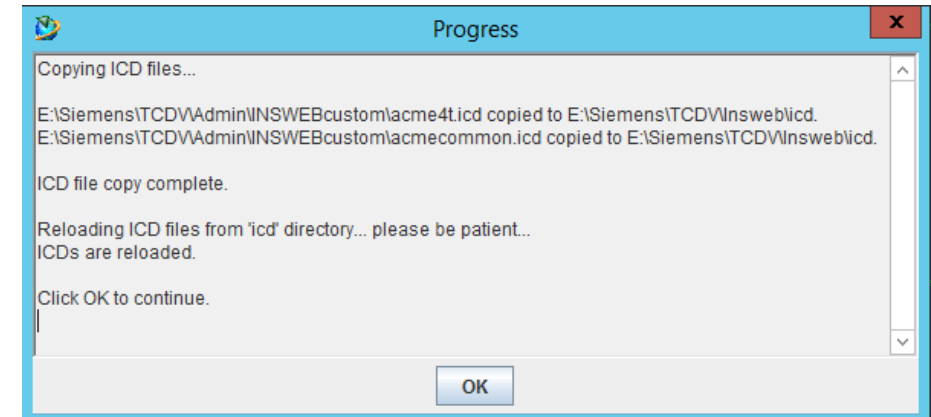 Progress
x
Copying ICD files...
E:\Siemens\TCDV\Admin\INSWEBcustom\acme4t.icd copied to E:\Siemens\TCDV\Insweb\icd.
E:\Siemens\TCDV\Admin\INSWEBcustom\acmecommon.icd copied to E:\Siemens\TCDV\Insweb\icd.
ICD file copy complete.
Reloading ICD files from 'icd' directory... please be patient...
ICDs are reloaded.
Click OK to continue.
OK